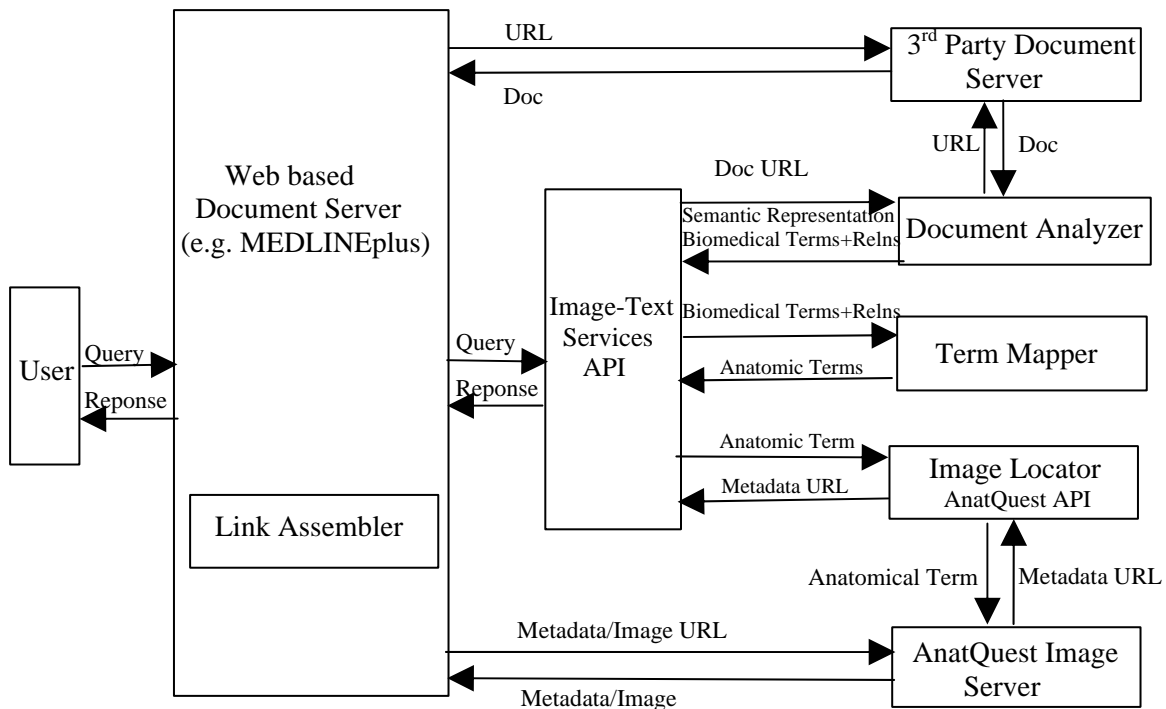 URL
3rd Party Document
Server
Doc
URL
Doc
Web based
Document Server
(e.g. MEDLINEplus)
Doc URL
Semantic Representation
Biomedical Terms+Relns
Document Analyzer
Image-Text
Services
API
Biomedical Terms+Relns
Term Mapper
Anatomic Terms
User
Query
Reponse
Query
Reponse
Anatomic Term
Metadata URL
Image Locator
AnatQuest API
Link Assembler
Anatomical Term
Metadata URL
Metadata/Image URL
Metadata/Image
AnatQuest Image
Server